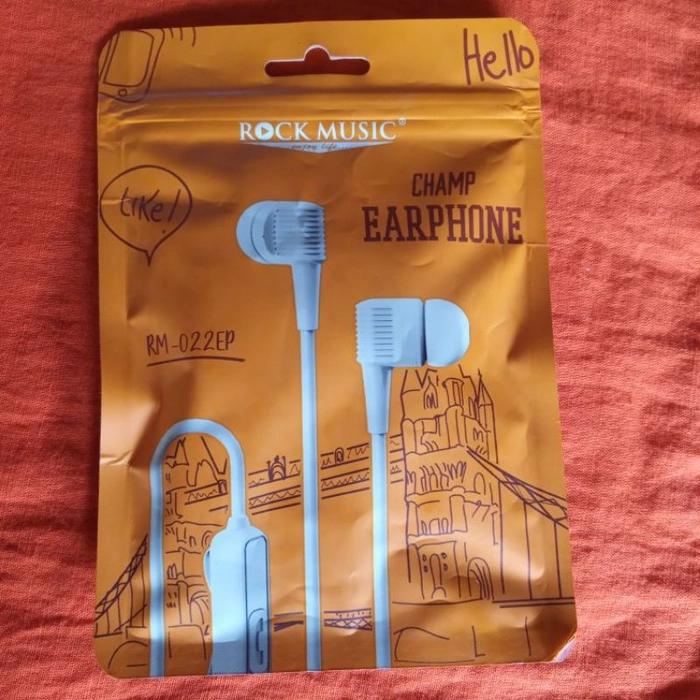 Hello
ROCK MUSIC®
enjoy life...
CHAMP
EARPHONE
Like!
RM-022EP